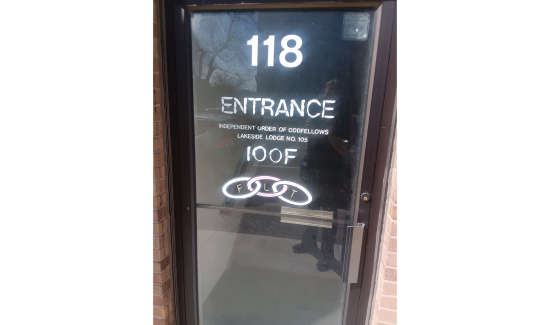 118
ENTRANCE
INDEPENDENT ORDER OF ODDFELLOWS
LAKESIDE LODGE NO. 105
IOOF
F L T